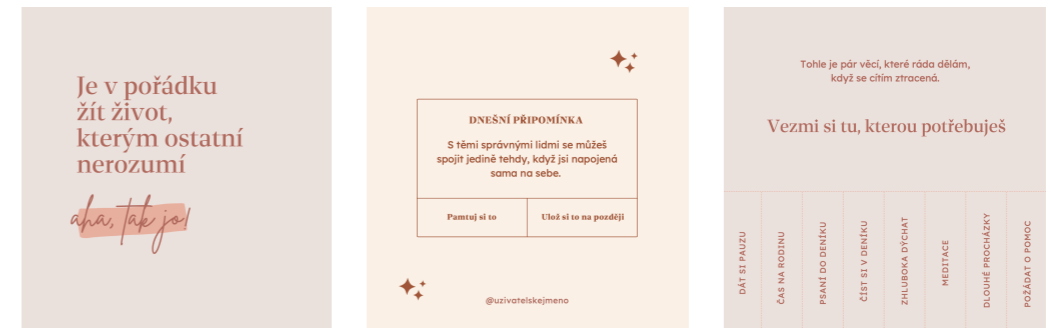 Je v pořádku
žít život,
kterým ostatní
nerozumí
aha, tak jo!
DNEŠNÍ PŘIPOMÍNKA
S těmi správnými lidmi se můžeš
spojit jedině tehdy, když jsi napojená
sama na sebe.
Pamtuj si to
Ulož si to na později
@uzivatelskejmeno
Tohle je pár věcí, které ráda dělám,
když se cítím ztracená.
Vezmi si tu, kterou potřebuješ
DÁT SI PAUZU
ČAS NA RODINU
PSANÍ DO DENÍKU
ČÍST SI V DENÍKU
ZHLUBOKA DÝCHAT
MEDITACE
DLOUHÉ PROCHÁZKY
POŽÁDAT O POMOC